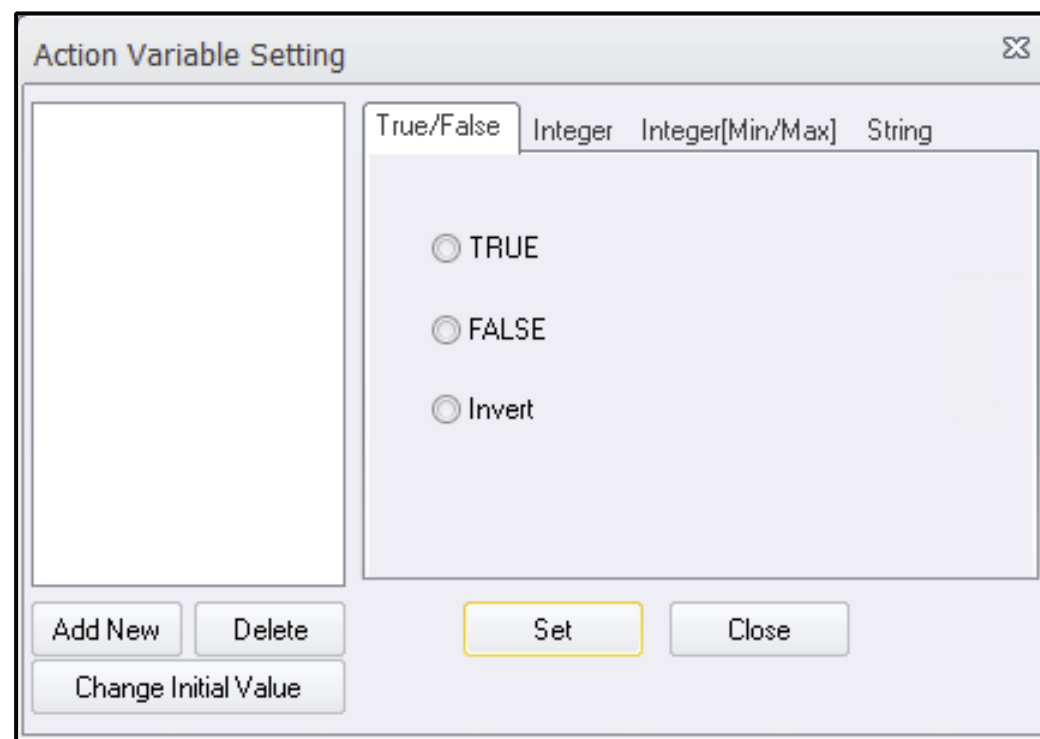 Action Variable Setting
True/False Integer Integer[Min/Max] String
TRUE
FALSE
Invert
Add New Delete Set Close
Change Initial Value